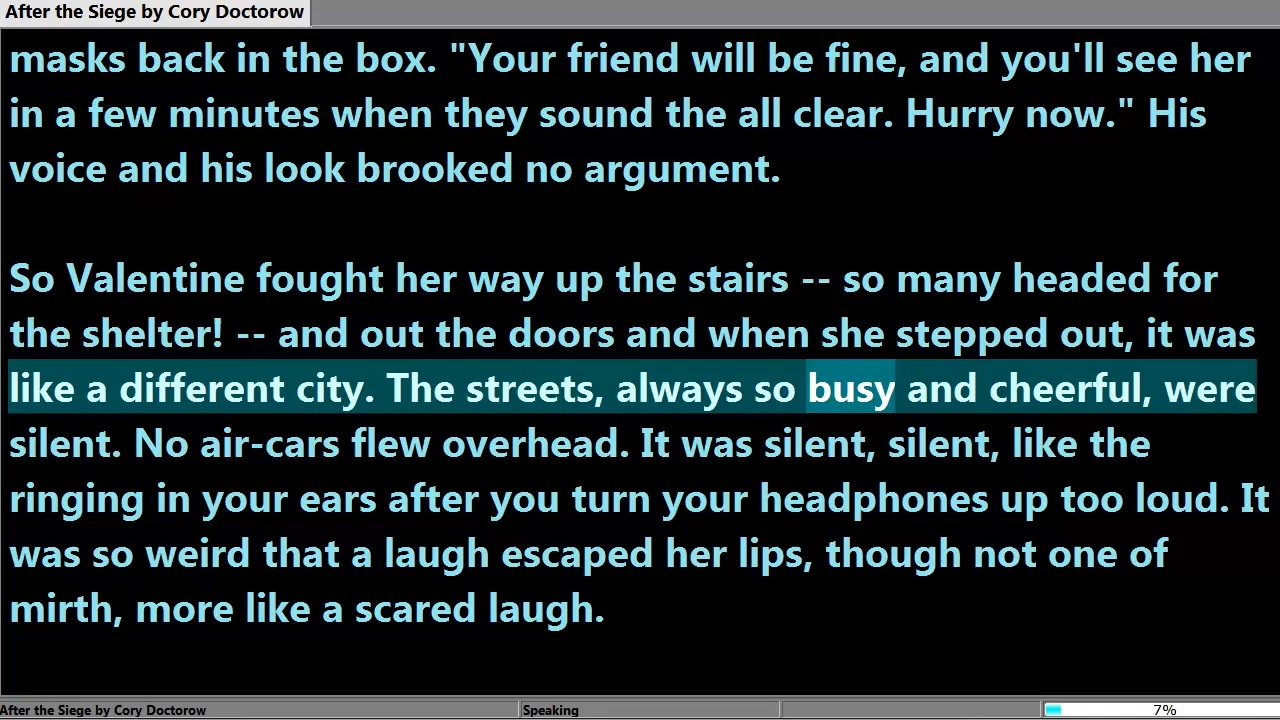 After the Siege by Cory Doctorow
masks back in the box. "Your friend will be fine, and you'll see her
in a few minutes when they sound the all clear. Hurry now." His
voice and his look brooked no argument.
So Valentine fought her way up the stairs -- so many headed for
the shelter! -- and out the doors and when she stepped out, it was
like a different city. The streets, always so busy and cheerful, were
silent. No air-cars flew overhead. It was silent, silent, like the
ringing in your ears after you turn your headphones up too loud. It
was so weird that a laugh escaped her lips, though not one of
mirth, more like a scared laugh.
After the Siege by Cory Doctorow Speaking 7%